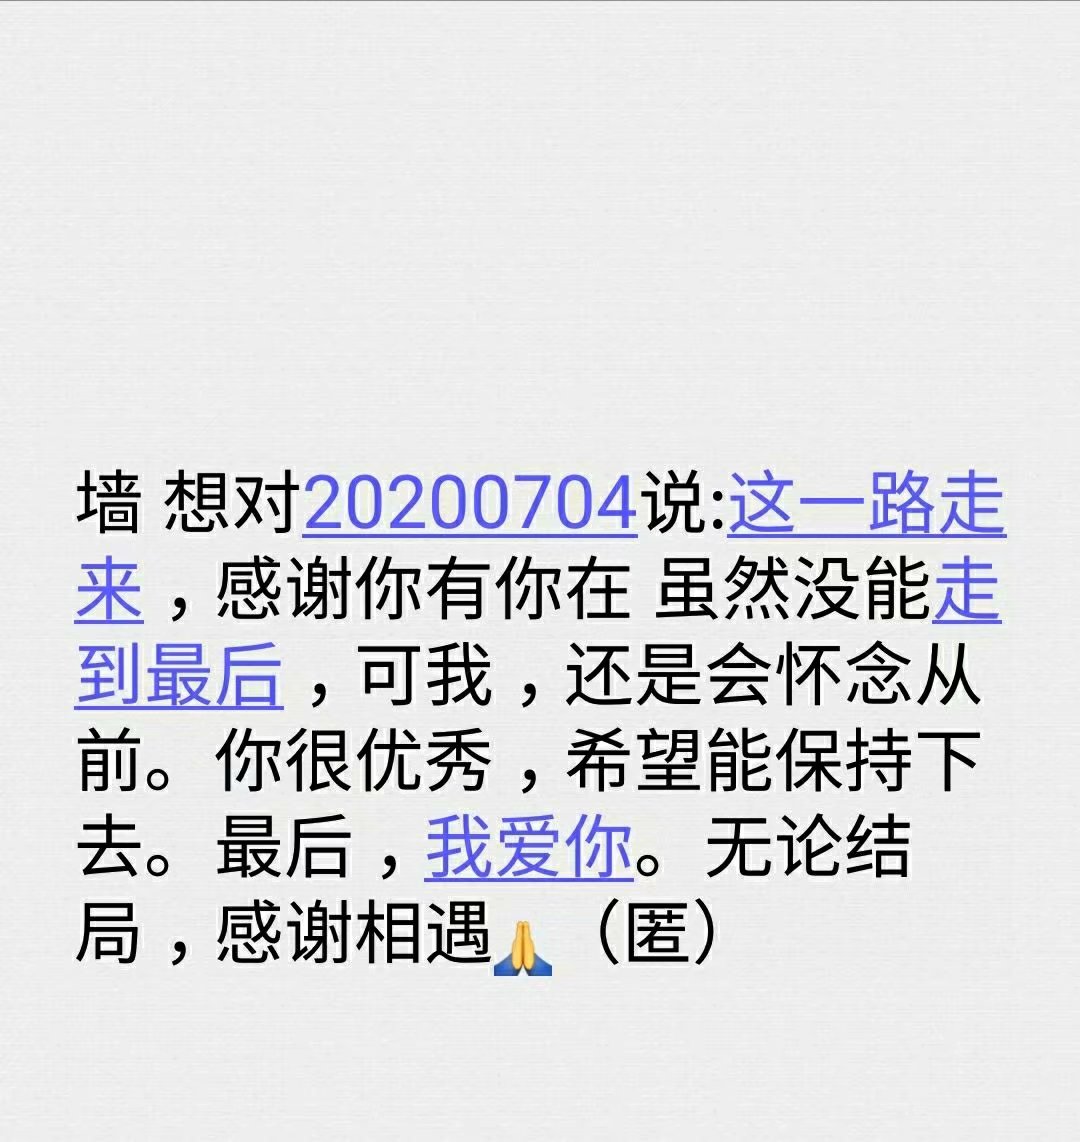 墙 想对20200704说:这一路走
来，感谢你有你在 虽然没能走
到最后，可我，还是会怀念从
前。你很优秀，希望能保持下
去。最后，我爱你。无论结
局，感谢相遇🙏（匿）